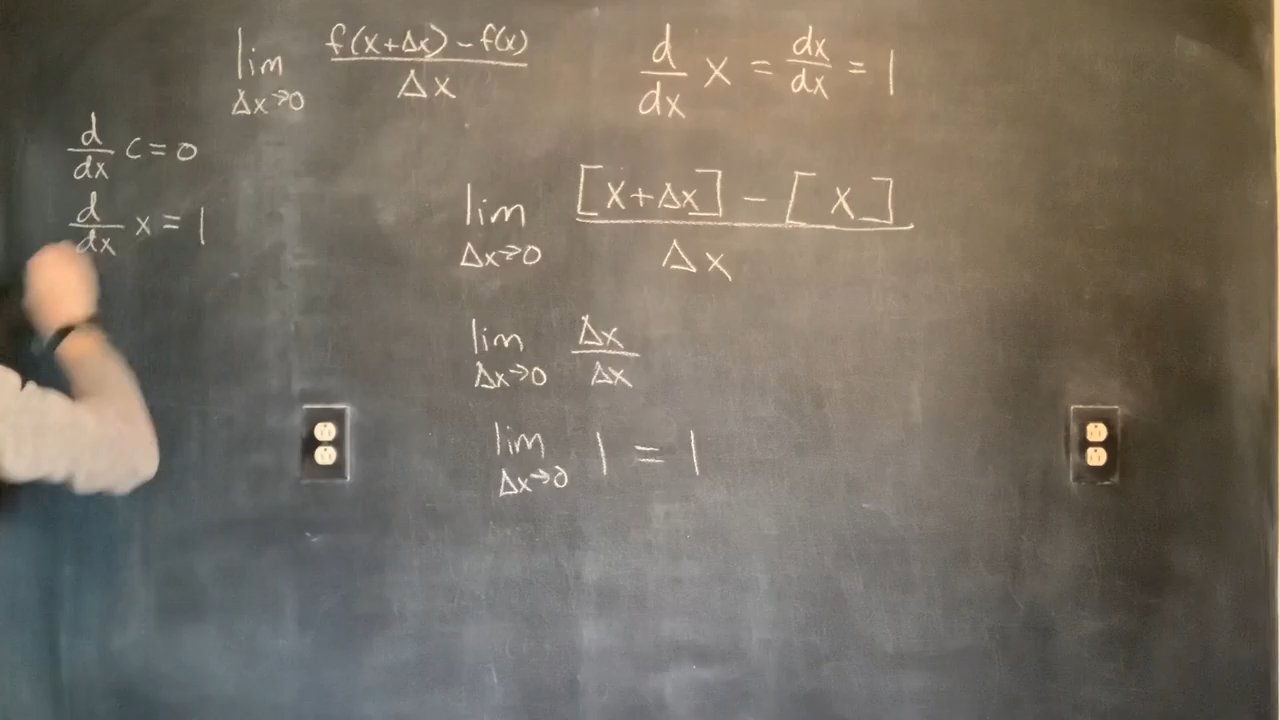 lim Δx→0 f(x+Δx) - f(x) / Δx
d/dx x = dx/dx = 1
d/dx c = 0
d/dx x = 1
lim Δx→0 [x+Δx] - [x] / Δx
lim Δx→0 Δx/Δx
lim Δx→0 1 = 1